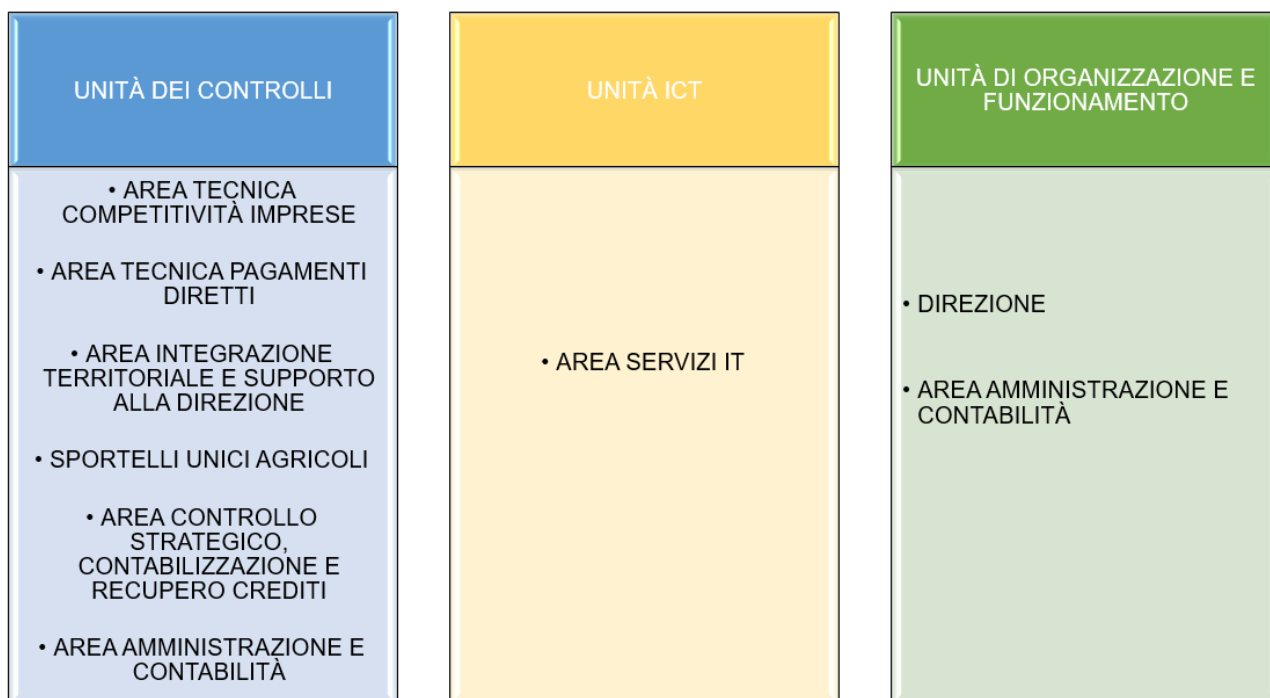 UNITÀ DEI CONTROLLI
• AREA TECNICA
COMPETITIVITÀ IMPRESE
• AREA TECNICA PAGAMENTI
DIRETTI
• AREA INTEGRAZIONE
TERRITORIALE E SUPPORTO
ALLA DIREZIONE
• SPORTELLI UNICI AGRICOLI
• AREA CONTROLLO
STRATEGICO,
CONTABILIZZAZIONE E
RECUPERO CREDITI
• AREA AMMINISTRAZIONE E
CONTABILITÀ
UNITÀ ICT
• AREA SERVIZI IT
UNITÀ DI ORGANIZZAZIONE E
FUNZIONAMENTO
• DIREZIONE
• AREA AMMINISTRAZIONE E
CONTABILITÀ